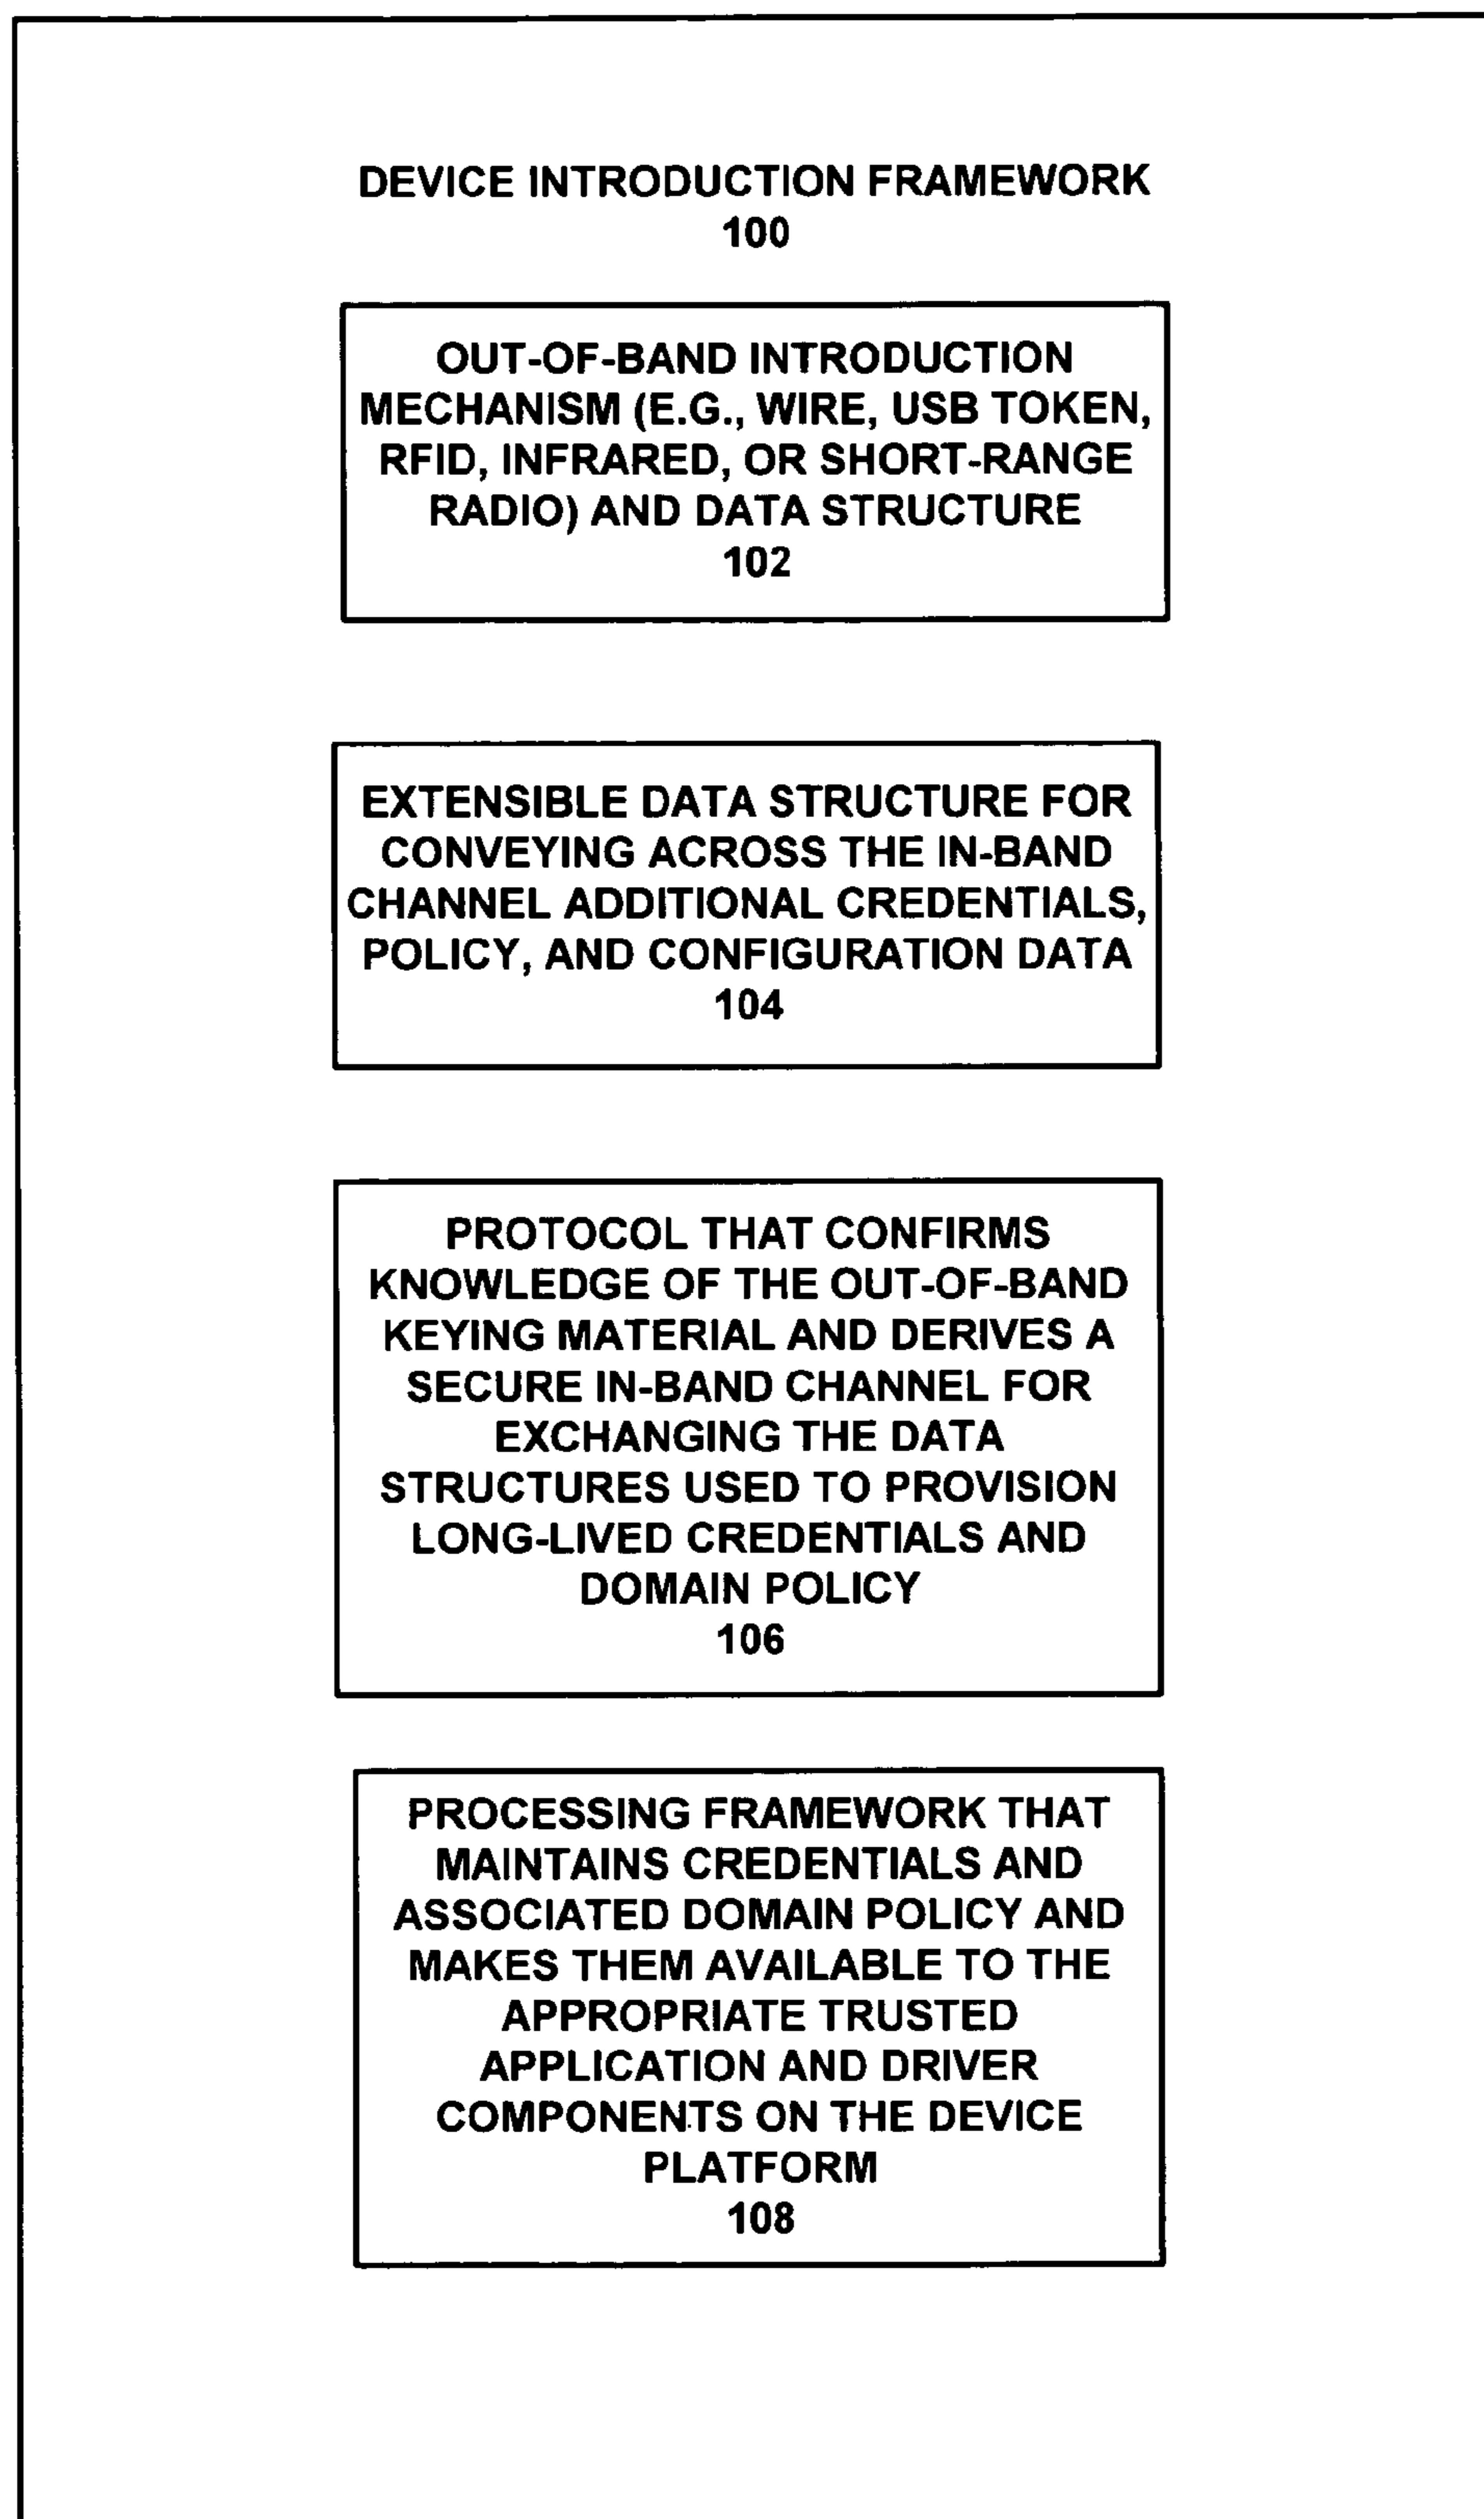 DEVICE INTRODUCTION FRAMEWORK
100
OUT-OF-BAND INTRODUCTION
MECHANISM (E.G., WIRE, USB TOKEN,
RFID, INFRARED, OR SHORT-RANGE
RADIO) AND DATA STRUCTURE
102
EXTENSIBLE DATA STRUCTURE FOR
CONVEYING ACROSS THE IN-BAND
CHANNEL ADDITIONAL CREDENTIALS,
POLICY, AND CONFIGURATION DATA
104
PROTOCOL THAT CONFIRMS
KNOWLEDGE OF THE OUT-OF-BAND
KEYING MATERIAL AND DERIVES A
SECURE IN-BAND CHANNEL FOR
EXCHANGING THE DATA
STRUCTURES USED TO PROVISION
LONG-LIVED CREDENTIALS AND
DOMAIN POLICY
106
PROCESSING FRAMEWORK THAT
MAINTAINS CREDENTIALS AND
ASSOCIATED DOMAIN POLICY AND
MAKES THEM AVAILABLE TO THE
APPROPRIATE TRUSTED
APPLICATION AND DRIVER
COMPONENTS ON THE DEVICE
PLATFORM
108